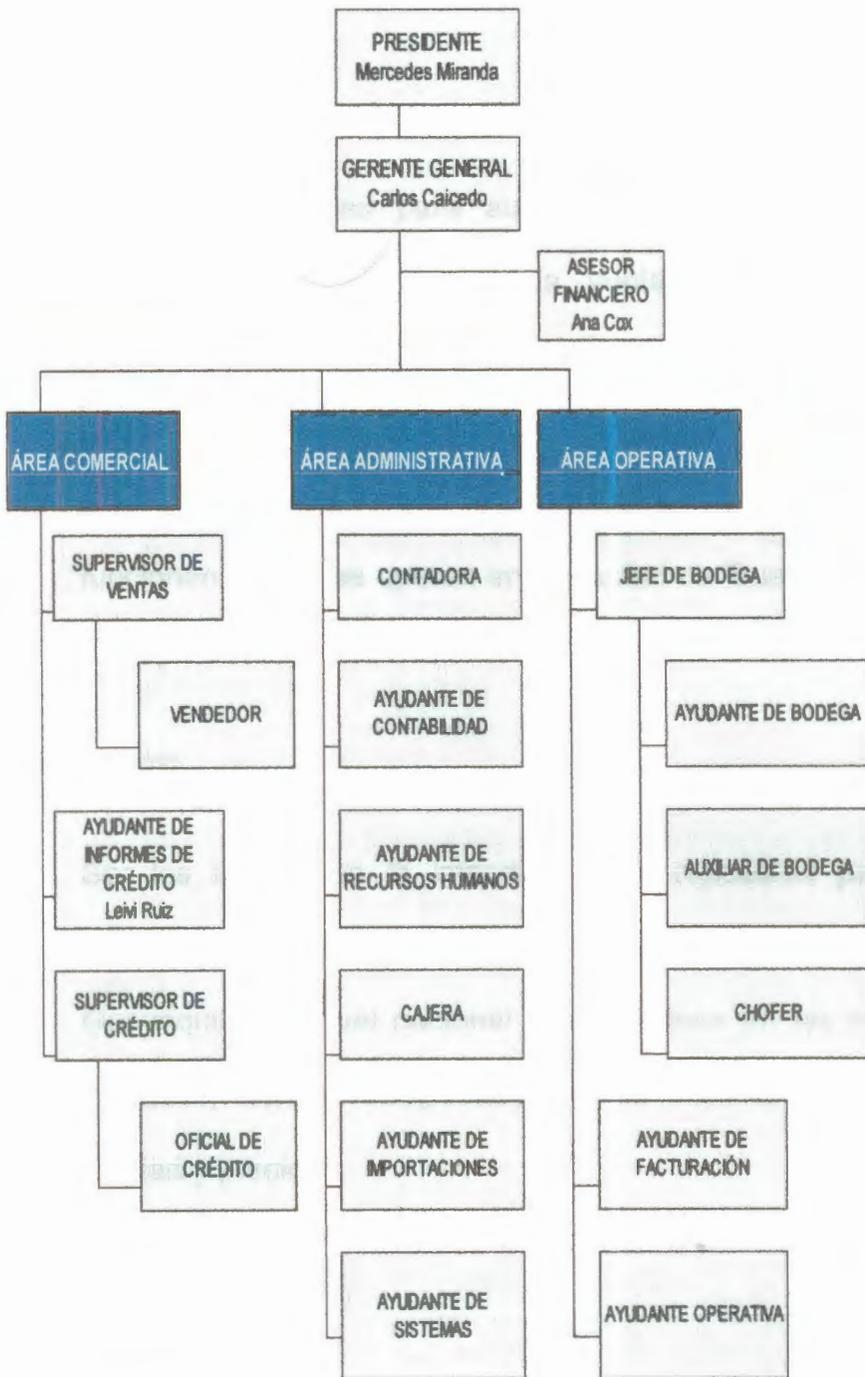 PRESIDENTE
Mercedes Miranda
GERENTE GENERAL
Carlos Caicedo
ASESOR
FINANCIERO
Ana Cox
ÁREA COMERCIAL
ÁREA ADMINISTRATIVA
ÁREA OPERATIVA
SUPERVISOR DE
VENTAS
VENDEDOR
AYUDANTE DE
INFORMES DE
CRÉDITO
Leivi Ruiz
SUPERVISOR DE
CRÉDITO
OFICIAL DE
CRÉDITO
CONTADORA
AYUDANTE DE
CONTABILIDAD
AYUDANTE DE
RECURSOS HUMANOS
CAJERA
AYUDANTE DE
IMPORTACIONES
AYUDANTE DE
SISTEMAS
JEFE DE BODEGA
AYUDANTE DE BODEGA
AUXILIAR DE BODEGA
CHOFER
AYUDANTE DE
FACTURACIÓN
AYUDANTE OPERATIVA